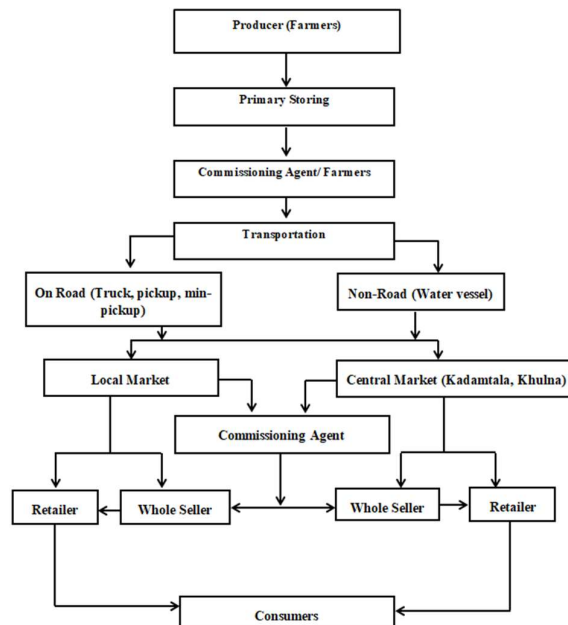 Producer (Farmers)
Primary Storing
Commissioning Agent/ Farmers
Transportation
On Road (Truck, pickup, min-
pickup)
Non-Road (Water vessel)
Local Market
Central Market (Kadamtala, Khulna)
Commissioning Agent
Retailer
Whole Seller
Whole Seller
Retailer
Consumers